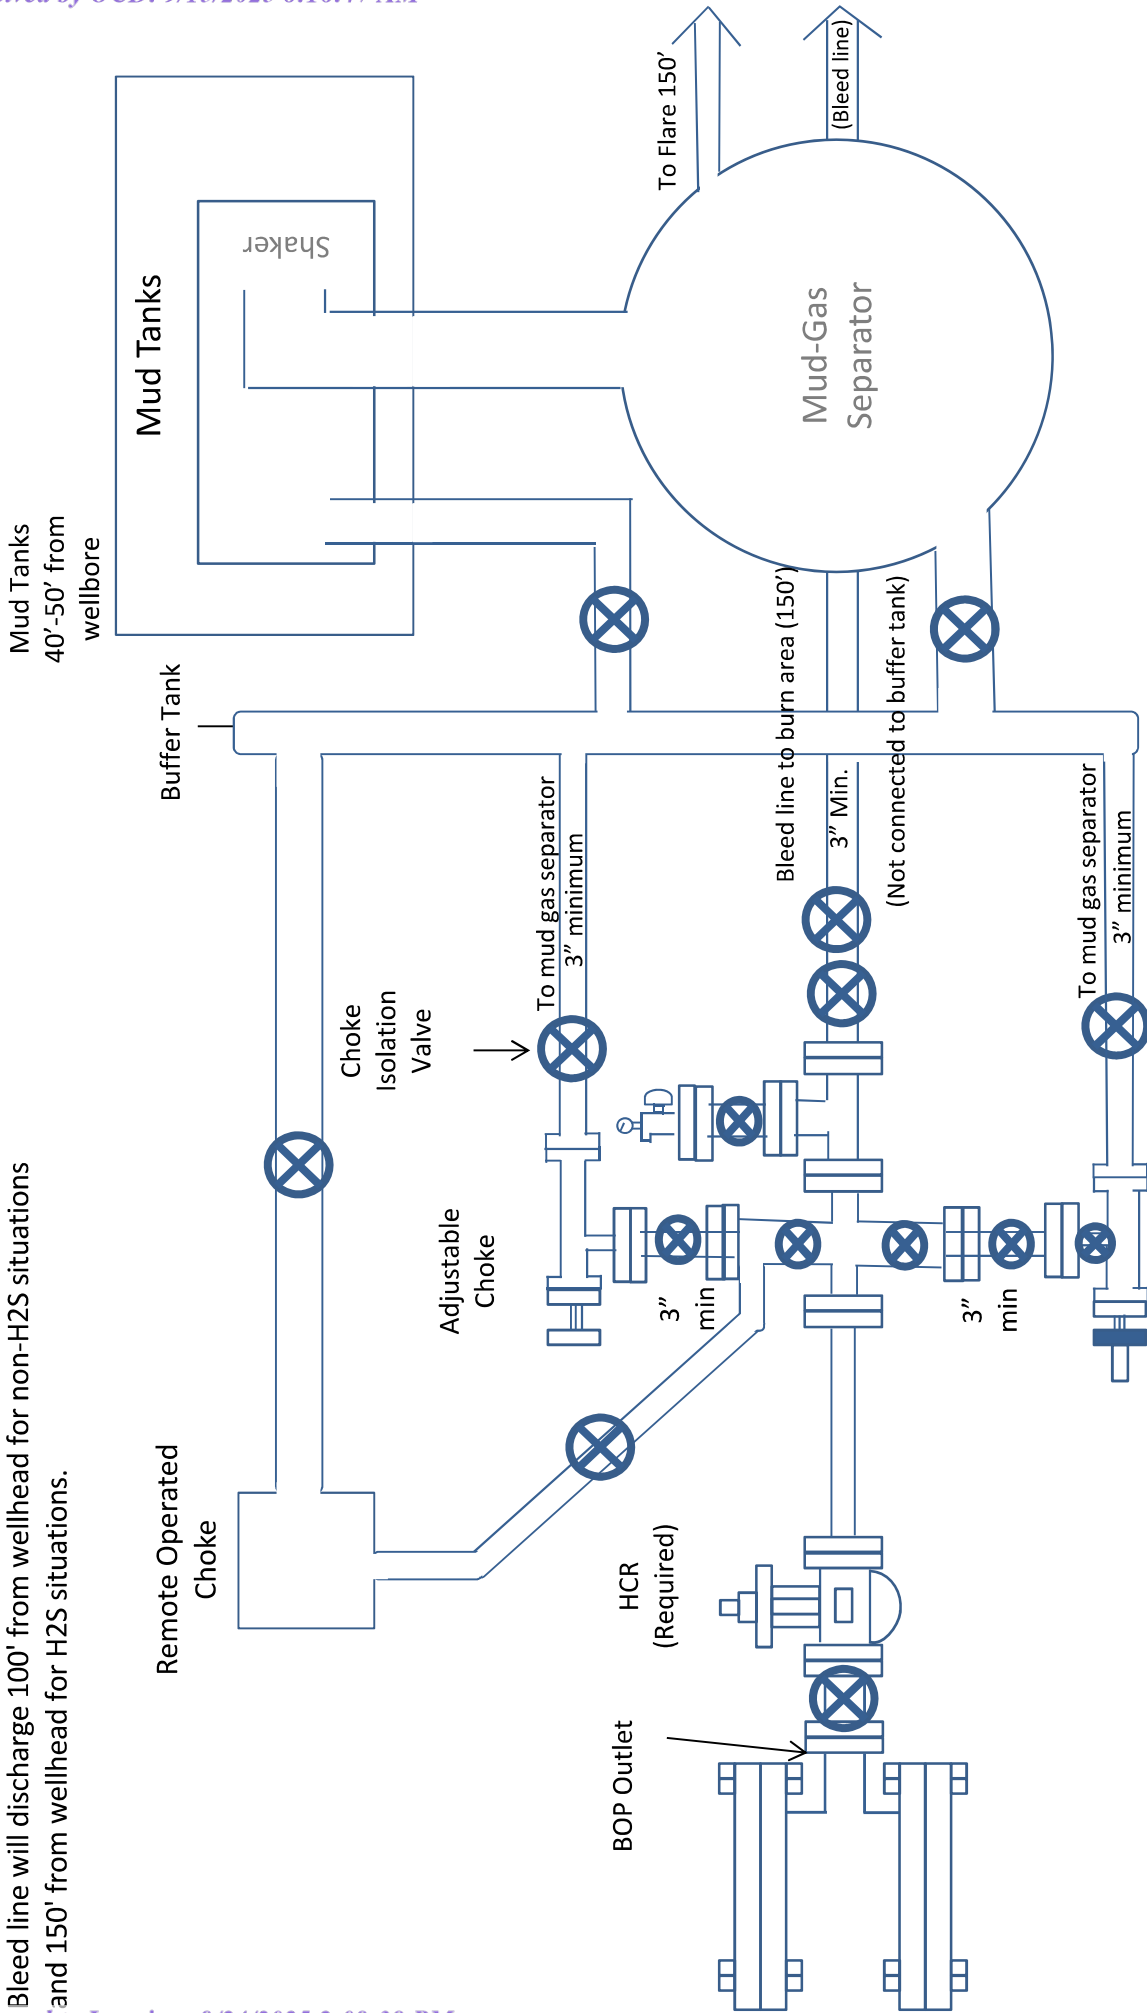 Bleed line will discharge 100' from wellhead for non-H2S situations
and 150' from wellhead for H2S situations.
Mud Tanks
40’-50’ from
wellbore
Mud Tanks
Shaker
Buffer Tank
Remote Operated
Choke
Choke
Isolation
Valve
Adjustable
Choke
To mud gas separator
3” minimum
To Flare 150’
(Bleed line)
Mud-Gas
Separator
HCR
(Required)
BOP Outlet
3”
min
Bleed line to burn area (150’)
3” Min.
(Not connected to buffer tank)
3”
min
To mud gas separator
3” minimum